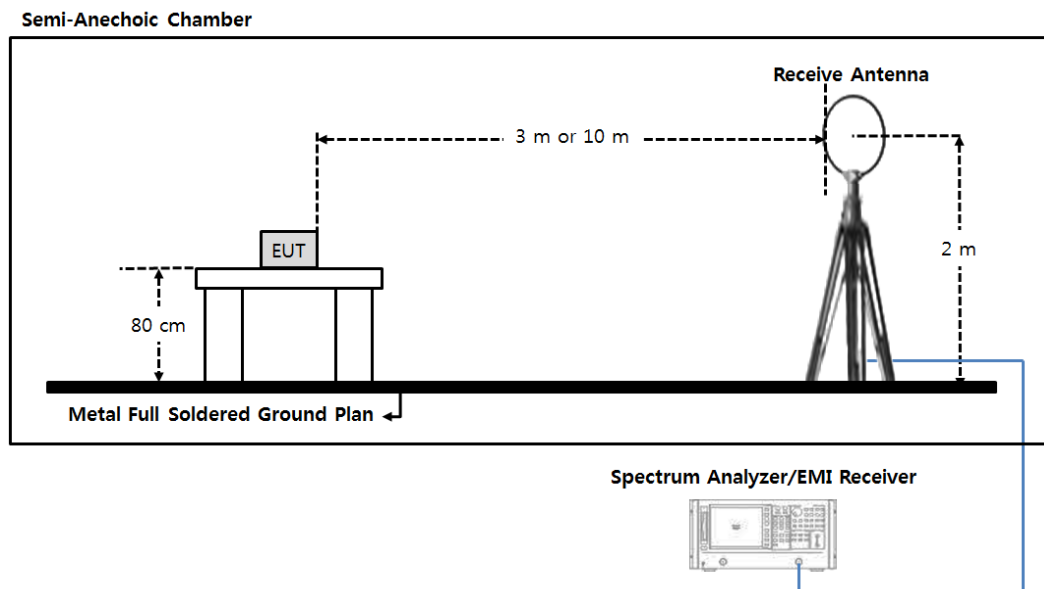 Semi-Anechoic Chamber
Receive Antenna
3 m or 10 m
EUT
2 m
80 cm
Metal Full Soldered Ground Plan
Spectrum Analyzer/EMI Receiver